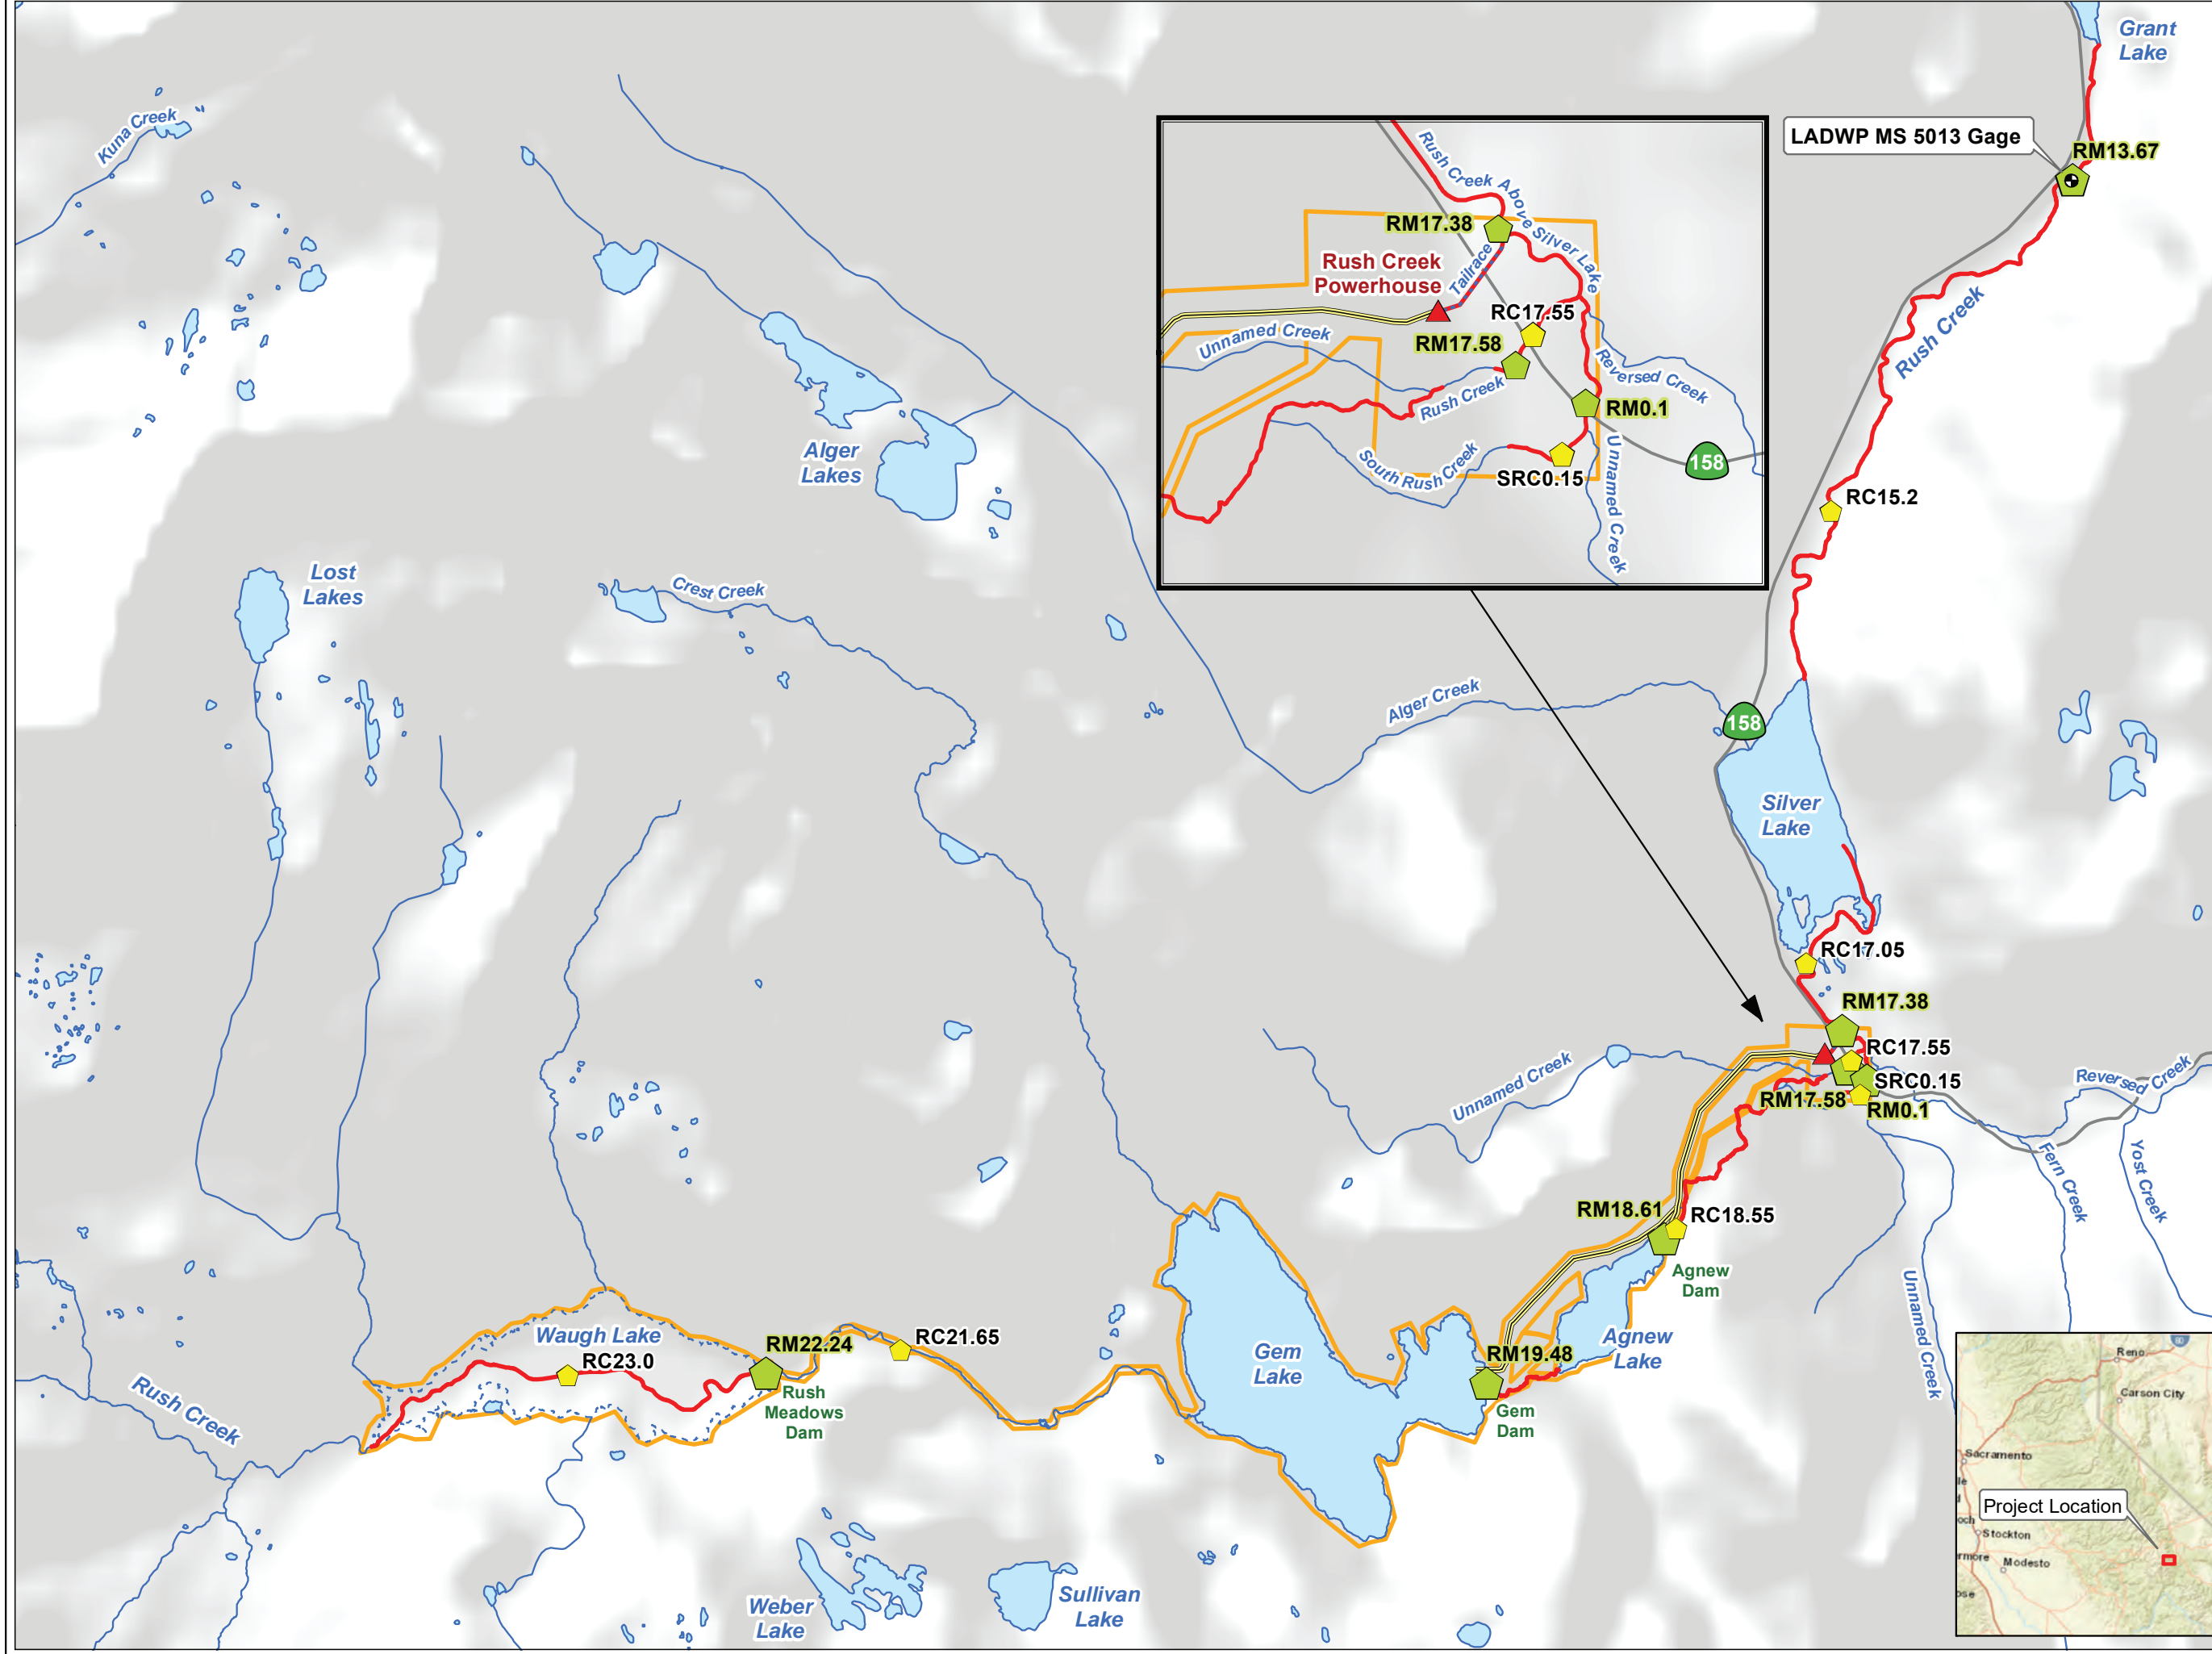 Grant
Lake
Kuna Creek
LADWP MS 5013 Gage
RM13.67
Rush Creek Above Silver Lake
RM17.38
Rush Creek
Powerhouse
Tailrace
RC17.55
Unnamed Creek
RM17.58
Reversed Creek
Rush Creek
RM0.1
South Rush Creek
SRC0.15
Unnamed Creek
158
Rush Creek
Alger
Lakes
RC15.2
Lost
Lakes
Crest Creek
Alger Creek
158
Silver
Lake
RC17.05
RM17.38
RC17.55
Unnamed Creek
SRC0.15
Reversed Creek
RM17.58
RM0.1
Fern Creek
Yost Creek
RM18.61
RC18.55
Agnew
Dam
Unnamed Creek
Waugh Lake
RC23.0
RM22.24
RC21.65
Rush
Meadows
Dam
Gem
Lake
RM19.48
Agnew
Lake
Gem
Dam
Rush Creek
Weber
Lake
Sullivan
Lake
Reno
80
Carson City
Sacramento
Project Location
Stockton
Modesto